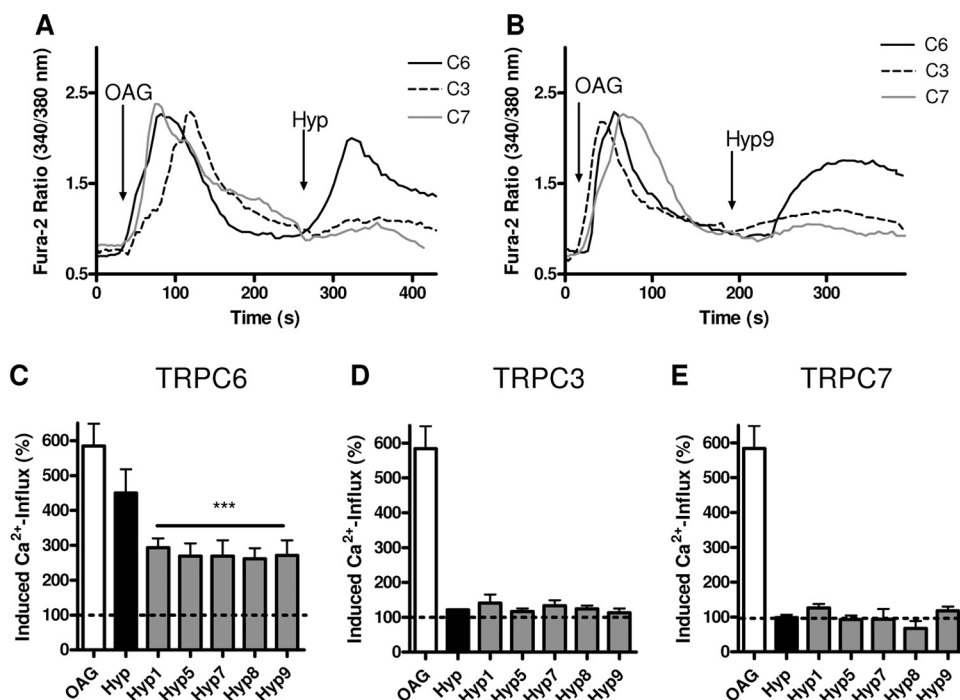 A
Fura-2 Ratio (340/380 nm)
2.5
1.5
0.5
OAG
Hyp
C6
C3
C7
0 100 200 300 400
Time (s)
B
Fura-2 Ratio (340/380 nm)
2.5
1.5
0.5
OAG
Hyp9
C6
C3
C7
0 100 200 300
Time (s)
C TRPC6
Induced Ca²⁺-Influx (%)
600
500
400
300
200
100
0
***
OAG Hyp Hyp1 Hyp5 Hyp7 Hyp8 Hyp9
D TRPC3
Induced Ca²⁺-Influx (%)
600
500
400
300
200
100
0
OAG Hyp Hyp1 Hyp5 Hyp7 Hyp8 Hyp9
E TRPC7
Induced Ca²⁺-Influx (%)
600
500
400
300
200
100
0
OAG Hyp Hyp1 Hyp5 Hyp7 Hyp8 Hyp9